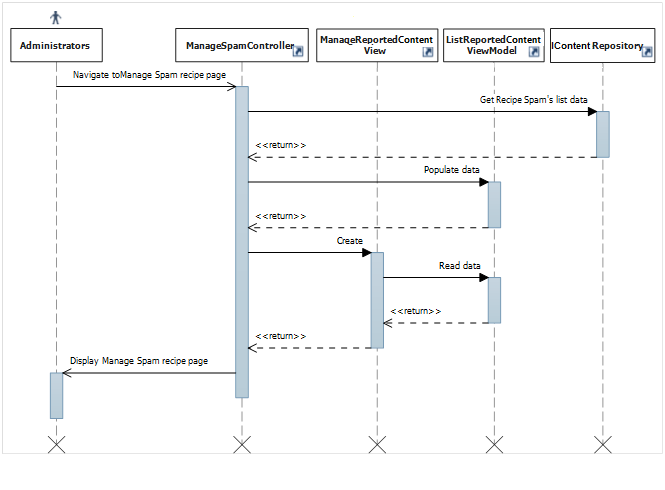 Administrators
ManageSpamController
ManageReportedContent
View
ListReportedContent
ViewModel
IContent Repository
Navigate toManage Spam recipe page
Get Recipe Spam's list data
<<return>>
Populate data
<<return>>
Create
Read data
<<return>>
<<return>>
Display Manage Spam recipe page